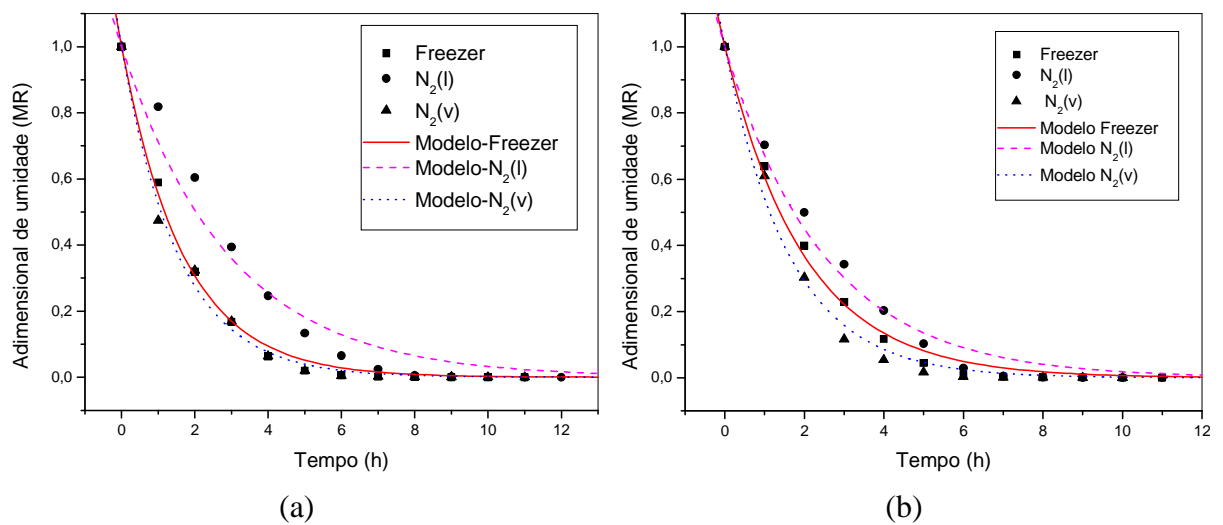 Adimensional de umidade (MR)
1,0
0,8
0,6
0,4
0,2
0,0
0 2 4 6 8 10 12
Tempo (h)
Freezer
N2(l)
N2(v)
Modelo-Freezer
Modelo-N2(l)
Modelo-N2(v)
(a)
Adimensional de umidade (MR)
1,0
0,8
0,6
0,4
0,2
0,0
0 2 4 6 8 10 12
Tempo (h)
Freezer
N2(l)
N2(v)
Modelo Freezer
Modelo N2(l)
Modelo N2(v)
(b)